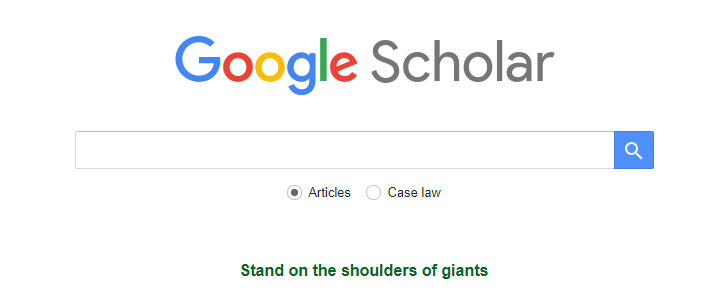 Google Scholar
Articles Case law
Stand on the shoulders of giants